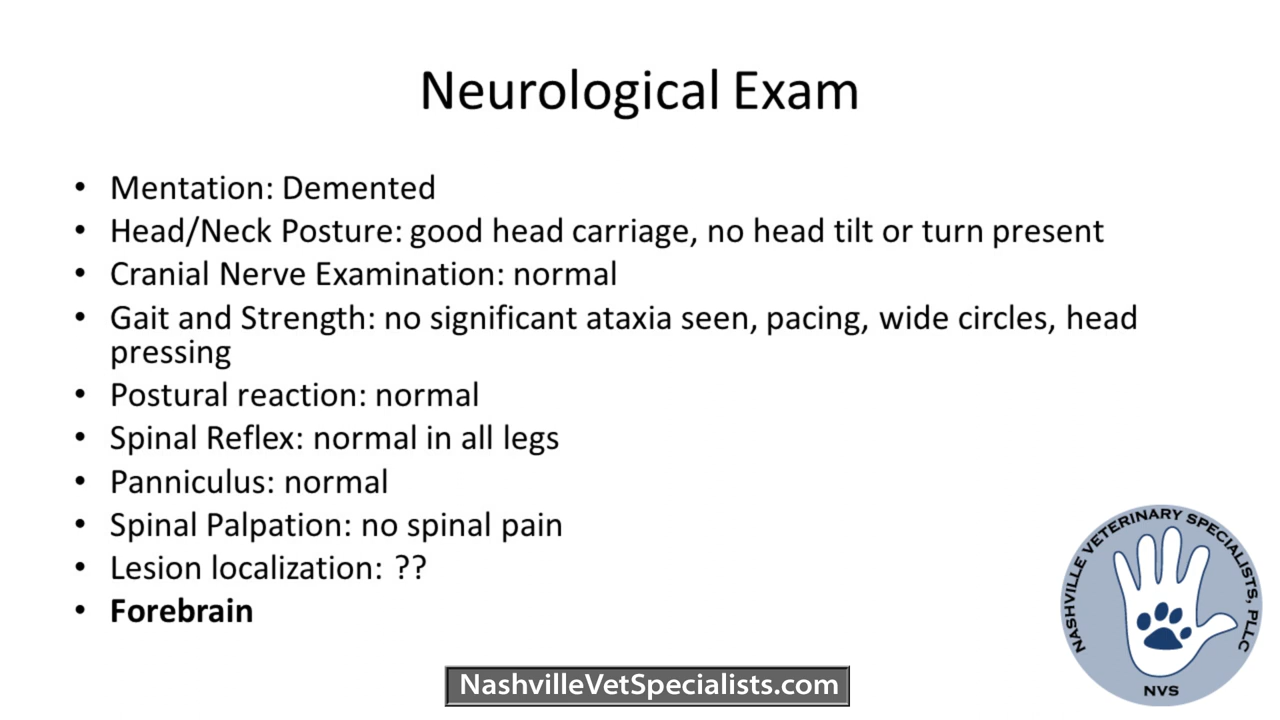 Neurological Exam
• Mentation: Demented
• Head/Neck Posture: good head carriage, no head tilt or turn present
• Cranial Nerve Examination: normal
• Gait and Strength: no significant ataxia seen, pacing, wide circles, head
pressing
• Postural reaction: normal
• Spinal Reflex: normal in all legs
• Panniculus: normal
• Spinal Palpation: no spinal pain
• Lesion localization: ??
• Forebrain
NASHVILLE VETERINARY SPECIALISTS, PLLC
NVS
NashvilleVetSpecialists.com